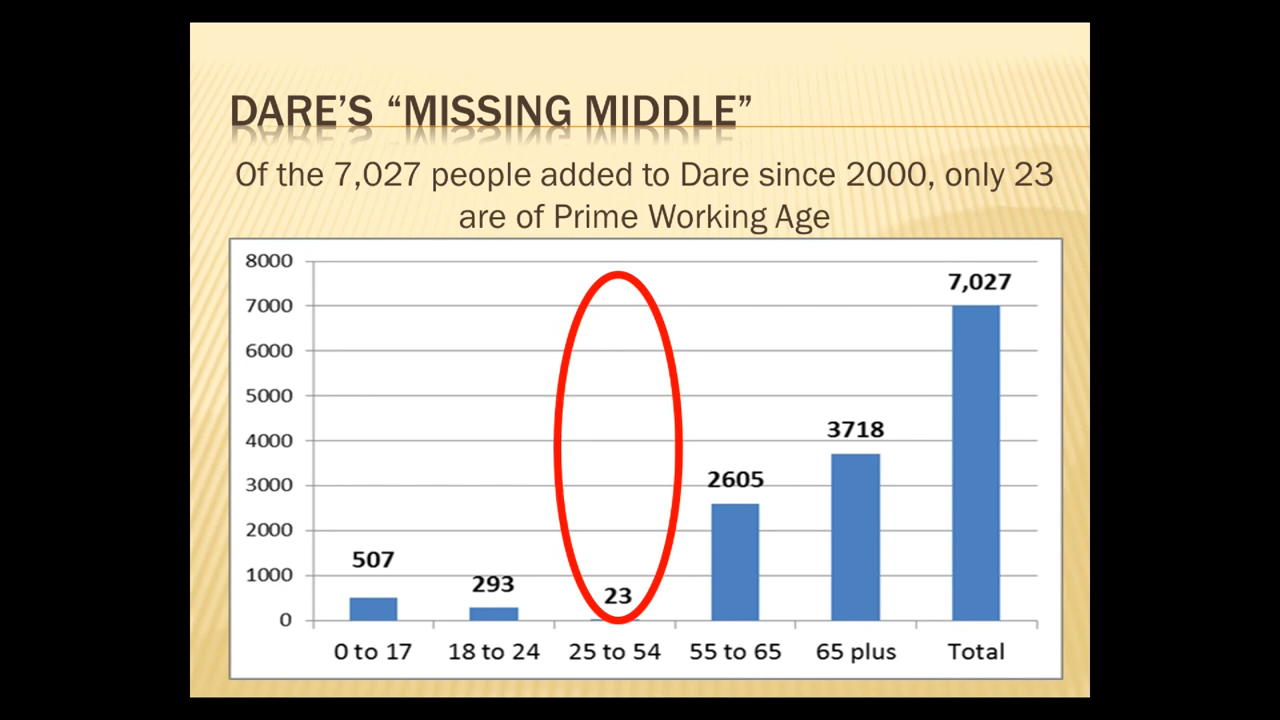 DARE'S “MISSING MIDDLE”
Of the 7,027 people added to Dare since 2000, only 23
are of Prime Working Age
8000
7000
6000
5000
4000
3000
2000
1000
0
507
293
23
2605
3718
7,027
0 to 17
18 to 24
25 to 54
55 to 65
65 plus
Total